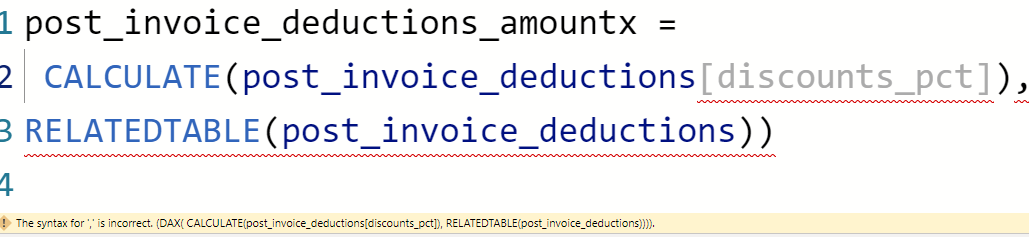 1 post_invoice_deductions_amountx =
2 CALCULATE(post_invoice_deductions[discounts_pct]),
3 RELATEDTABLE(post_invoice_deductions))
4
The syntax for ',' is incorrect. (DAX( CALCULATE(post_invoice_deductions[discounts_pct]), RELATEDTABLE(post_invoice_deductions)))).